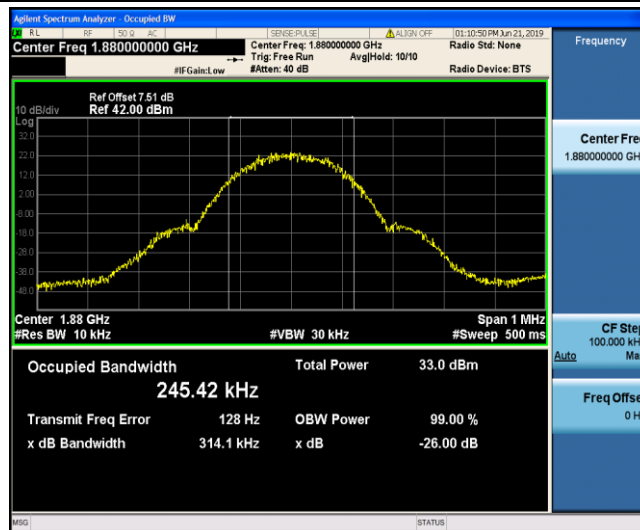 Agilent Spectrum Analyzer - Occupied BW
RL RF 50 Ω AC SENSE:PULSE ALIGN OFF 01:10:50 PM Jun 21, 2019
Center Freq 1.880000000 GHz
Center Freq: 1.880000000 GHz
Radio Std: None
Trig: Free Run Avg|Hold: 10/10
#IFGain:Low #Atten: 40 dB Radio Device: BTS
Ref Offset 7.51 dB
10 dB/div Ref 42.00 dBm
Log
32.0
22.0
12.0
2.00
-8.00
-18.0
-28.0
-38.0
-48.0
Center 1.88 GHz Span 1 MHz
#Res BW 10 kHz #VBW 30 kHz #Sweep 500 ms
Occupied Bandwidth Total Power 33.0 dBm
245.42 kHz
Transmit Freq Error 128 Hz OBW Power 99.00 %
x dB Bandwidth 314.1 kHz x dB -26.00 dB
MSG STATUS
Frequency
Center Fre
1.880000000 GH
CF Step
100.000 kH
Auto Ma
Freq Offse
0 H